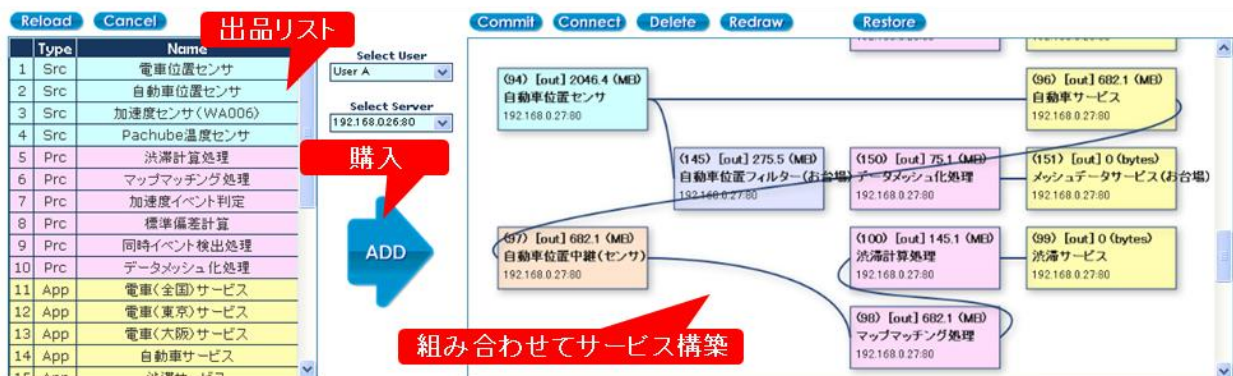 Reload Cancel
出品リスト
Type Name
1 Src 電車位置センサ
2 Src 自動車位置センサ
3 Src 加速度センサ(WA006)
4 Src Pachube温度センサ
5 Prc 渋滞計算処理
6 Prc マップマッチング処理
7 Prc 加速度イベント判定
8 Prc 標準偏差計算
9 Prc 同時イベント検出処理
10 Prc データメッシュ化処理
11 App 電車(全国)サービス
12 App 電車(東京)サービス
13 App 電車(大阪)サービス
14 App 自動車サービス
Select User
User A
Select Server
192.168.0.26:80
購入
ADD
Commit Connect Delete Redraw Restore
(94) [out] 2046.4 (MB)
自動車位置センサ
192.168.0.27:80
(96) [out] 682.1 (MB)
自動車サービス
192.168.0.27:80
(145) [out] 275.5 (MB)
自動車位置フィルター(お台場)
192.168.0.27:80
(150) [out] 75.1 (MB)
データメッシュ化処理
192.168.0.27:80
(151) [out] 0 (bytes)
メッシュデータサービス(お台場)
192.168.0.27:80
(97) [out] 682.1 (MB)
自動車位置中継(センサ)
192.168.0.27:80
(100) [out] 145.1 (MB)
渋滞計算処理
192.168.0.27:80
(99) [out] 0 (bytes)
渋滞サービス
192.168.0.27:80
(98) [out] 682.1 (MB)
マップマッチング処理
192.168.0.27:80
組み合わせてサービス構築